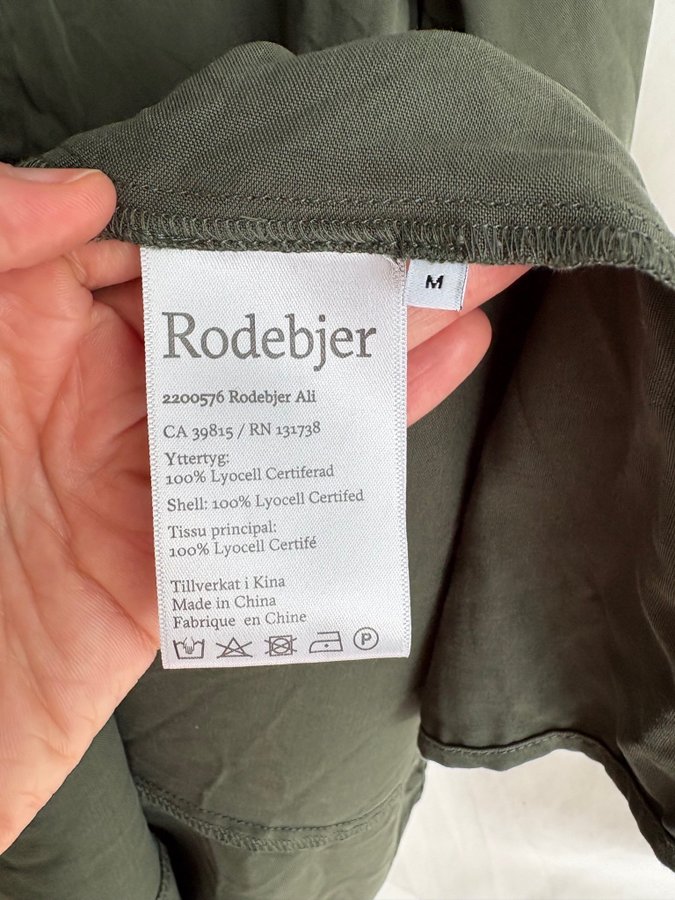 M
Rodebjer
2200576 Rodebjer Ali
CA 39815 / RN 131738
Yttertyg:
100% Lyocell Certiferad
Shell: 100% Lyocell Certifed
Tissu principal:
100% Lyocell Certifé
Tillverkat i Kina
Made in China
Fabrique en Chine
P